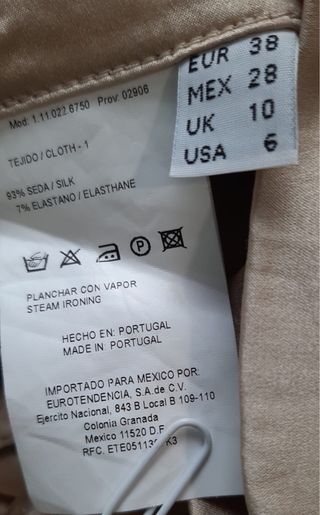 EUR 38
MEX 28
UK 10
USA 6
Mod. 1.11.022.6750 Prov. 02906
TEJIDO / CLOTH - 1
93% SEDA / SILK
7% ELASTANO / ELASTHANE
P
PLANCHAR CON VAPOR
STEAM IRONING
HECHO EN: PORTUGAL
MADE IN PORTUGAL
IMPORTADO PARA MEXICO POR:
EUROTENDENCIA, S.A. de C.V.
Ejercito Nacional, 843 B Local B 109-110
Colonia Granada
Mexico 11520 D.F.
RFC. K3